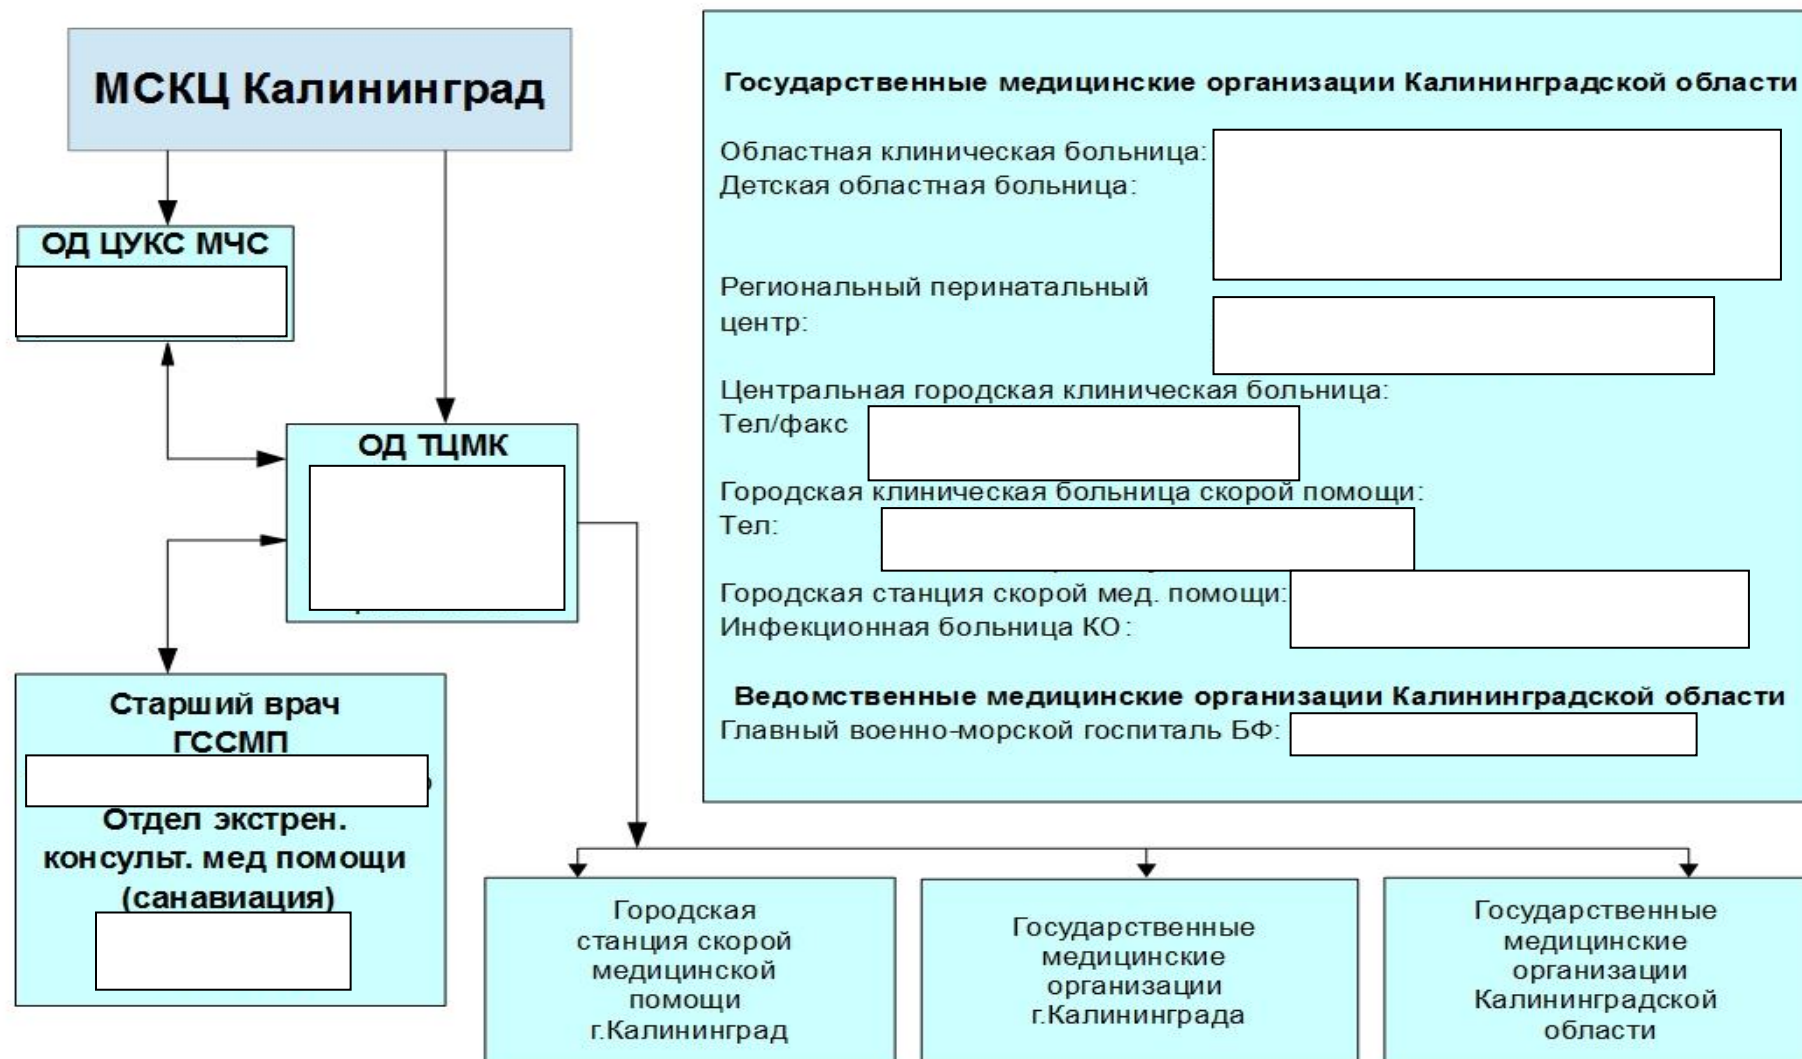 МСКЦ Калининград
ОД ЦУКС МЧС
ОД ТЦМК
Старший врач
ГССМП
Отдел экстрен.
консульт. мед помощи
(санавиация)
Государственные медицинские организации Калининградской области
Областная клиническая больница:
Детская областная больница:
Региональный перинатальный
центр:
Центральная городская клиническая больница:
Тел/факс
Городская клиническая больница скорой помощи:
Тел:
Городская станция скорой мед. помощи:
Инфекционная больница КО:
Ведомственные медицинские организации Калининградской области
Главный военно-морской госпиталь БФ:
Городская
станция скорой
медицинской
помощи
г.Калининград
Государственные
медицинские
организации
г.Калининграда
Государственные
медицинские
организации
Калининградской
области